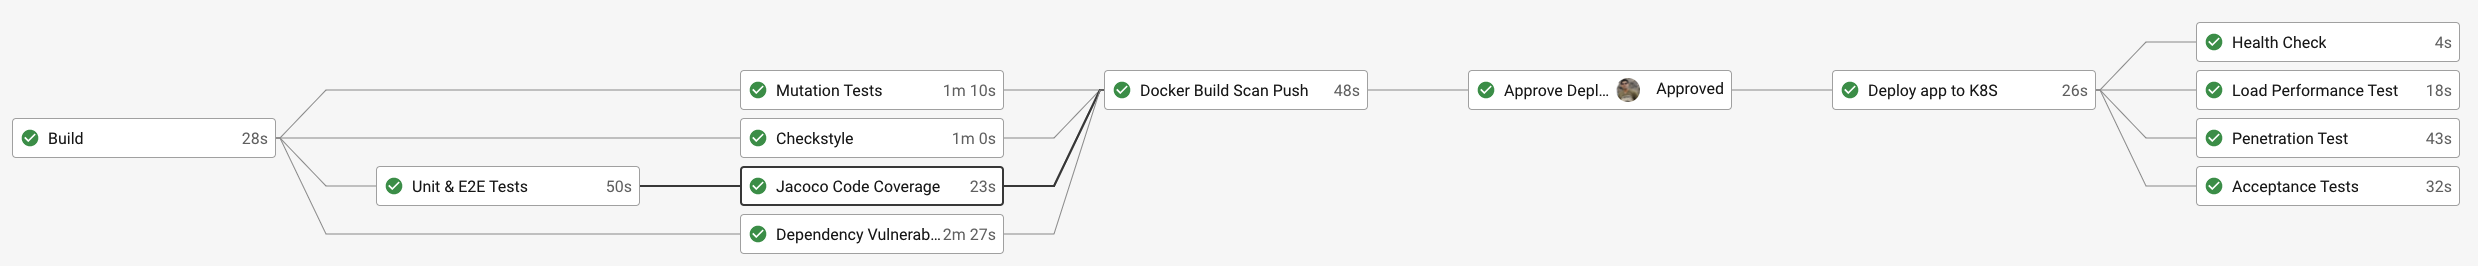 Build 28s
Unit & E2E Tests 50s
Mutation Tests 1m 10s
Checkstyle 1m 0s
Jacoco Code Coverage 23s
Dependency Vulnerab... 2m 27s
Docker Build Scan Push 48s
Approve Depl... Approved
Deploy app to K8S 26s
Health Check 4s
Load Performance Test 18s
Penetration Test 43s
Acceptance Tests 32s